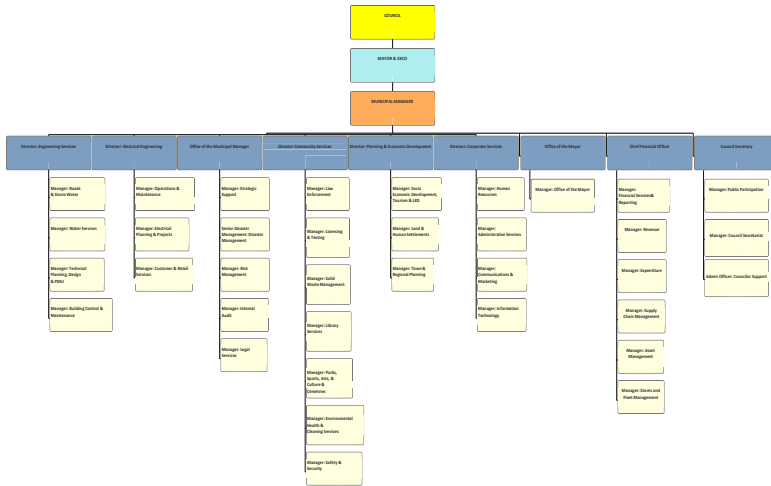 COUNCIL
MAYOR & EXCO
MUNICIPAL MANAGER
Director: Engineering Services
Director: Electrical Engineering
Office of the Municipal Manager
Director Community Services
Director: Planning & Economic Development
Director: Corporate Services
Office of the Mayor
Chief Financial Officer
Council Secretary
Manager: Roads
& Storm Water
Manager: Water Services
Manager: Technical
Planning, Design
& PMU
Manager: Building Control &
Maintenance
Manager: Operations &
Maintenance
Manager: Electrical
Planning & Projects
Manager: Customer & Retail
Services
Manager: Strategic
Support
Senior Disaster
Management: Disaster
Management
Manager: Risk
Management
Manager: Internal
Audit
Manager: Legal
Services
Manager: Law
Enforcement
Manager: Licensing
& Testing
Manager: Solid
Waste Management
Manager: Library
Services
Manager: Parks,
Sports, Arts, &
Culture &
Cemetries
Manager: Environmental
Health &
Cleaning Services
Manager: Safety &
Security
Manager: Socio
Economic Development,
Tourism & LED
Manager: Land &
Human Settlements
Manager: Town &
Regional Planning
Manager: Human
Resources
Manager:
Administrative Services
Manager:
Communications &
Marketing
Manager: Information
Technology
Manager: Office of the Mayor
Manager:
Financial Services&
Reporting
Manager: Revenue
Manager: Expenditure
Manager: Supply
Chain Management
Manager: Asset
Management
Manager: Stores and
Fleet Management
Manager: Public Participation
Manager: Council Secretariat
Admin Officer: Councilor Support